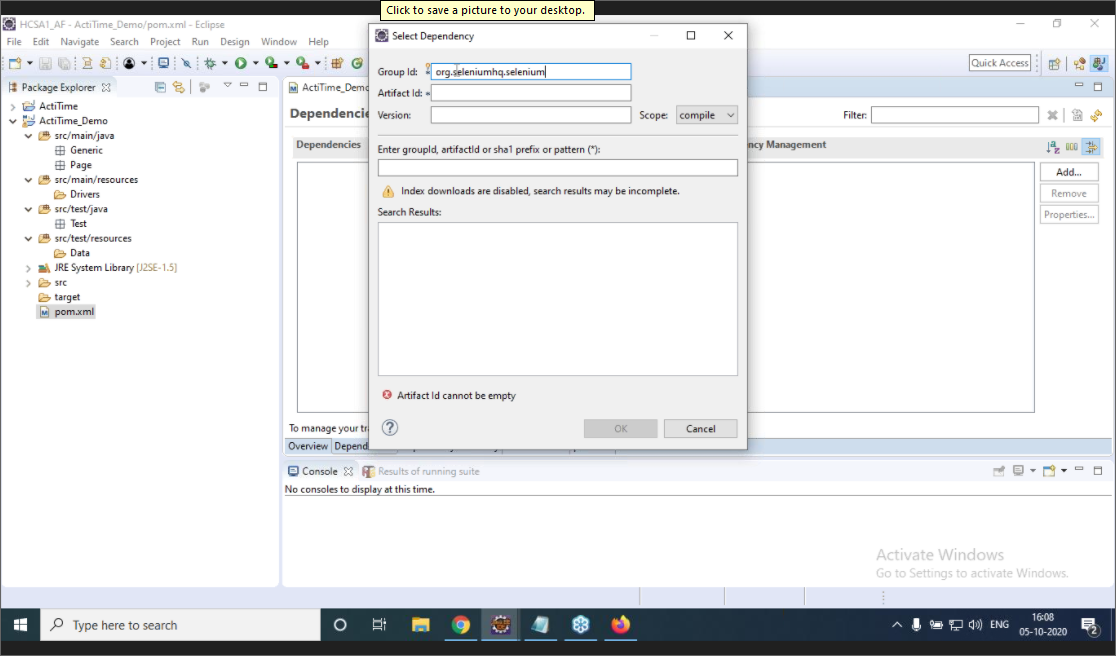 Click to save a picture to your desktop.
HCSA1_AF - ActiTime_Demo/pom.xml - Eclipse
File Edit Navigate Search Project Run Design Window Help
Quick Access
Package Explorer
ActiTime
ActiTime_Demo
src/main/java
Generic
Page
src/main/resources
Drivers
src/test/java
Test
src/test/resources
Data
JRE System Library [J2SE-1.5]
src
target
pom.xml
ActiTime_Demo
Dependencie
Filter:
Dependencies
ncy Management
Add...
Remove
Properties...
Select Dependency
Group Id: org.seleniumhq.selenium
Artifact Id: *
Version:
Scope: compile
Enter groupId, artifactId or sha1 prefix or pattern (*):
Index downloads are disabled, search results may be incomplete.
Search Results:
Artifact Id cannot be empty
OK
Cancel
To manage your tra
Overview Depend
Console
Results of running suite
No consoles to display at this time.
Activate Windows
Go to Settings to activate Windows.
Type here to search
ENG
16:08
05-10-2020
2